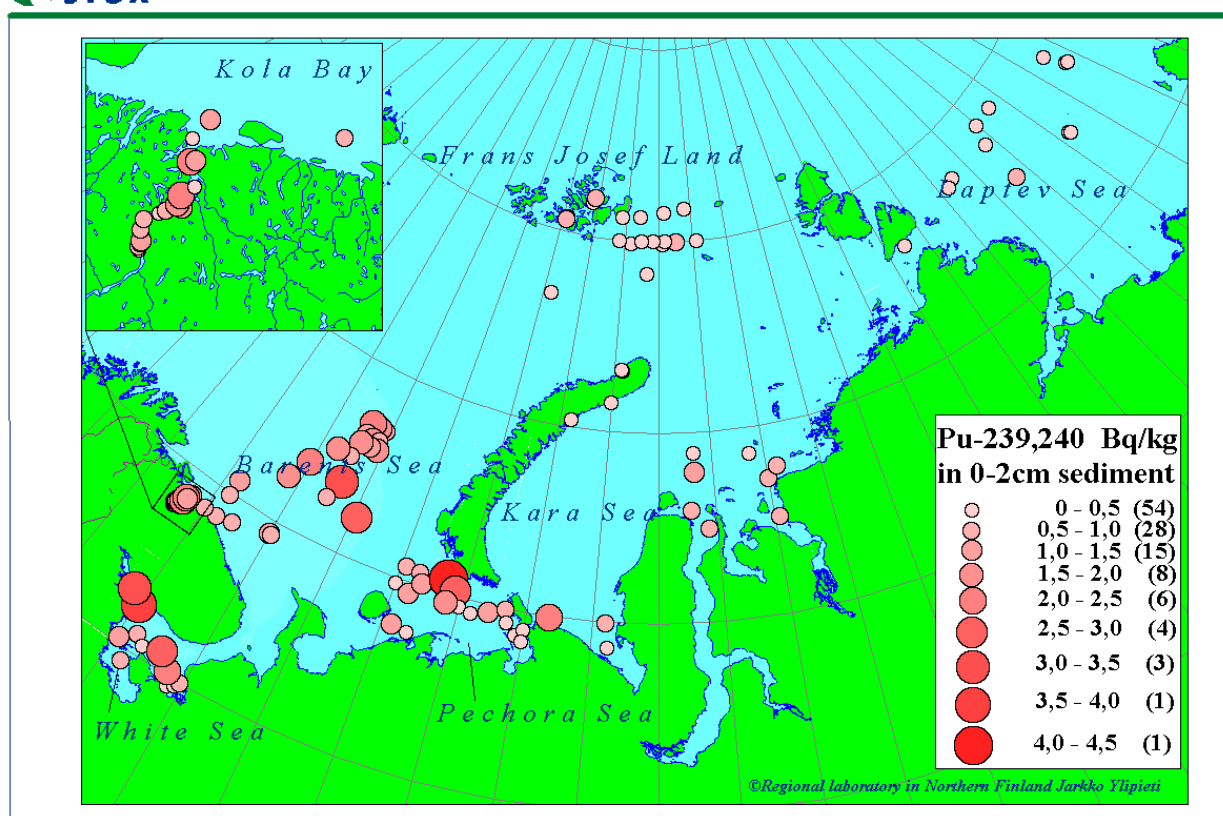 Kola Bay
Frans Josef Land
Laptev Sea
Barents Sea
Kara Sea
White Sea
Pechora Sea
Pu-239,240 Bq/kg
in 0-2cm sediment
0 - 0,5 (54)
0,5 - 1,0 (28)
1,0 - 1,5 (15)
1,5 - 2,0 (8)
2,0 - 2,5 (6)
2,5 - 3,0 (4)
3,0 - 3,5 (3)
3,5 - 4,0 (1)
4,0 - 4,5 (1)
©Regional laboratory in Northern Finland Jarkko Ylipieti